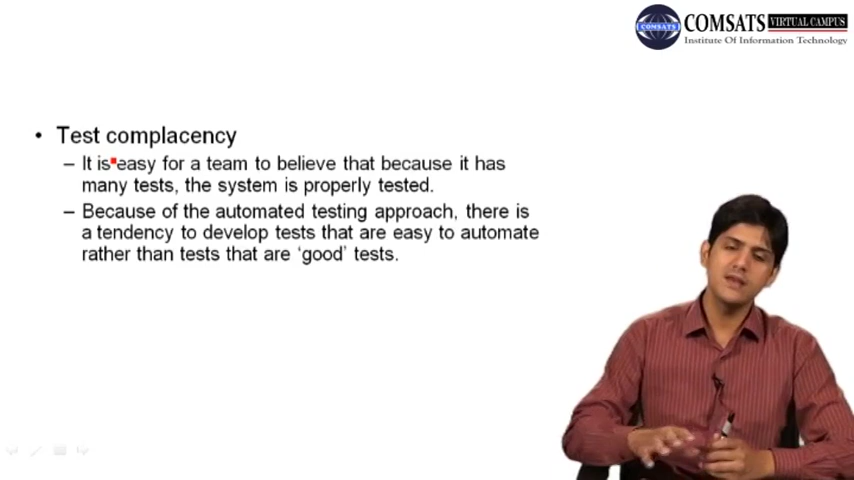 COMSATS VIRTUAL CAMPUS
COMSATS
Institute Of Information Technology
• Test complacency
– It is easy for a team to believe that because it has
many tests, the system is properly tested.
– Because of the automated testing approach, there is
a tendency to develop tests that are easy to automate
rather than tests that are ‘good’ tests.